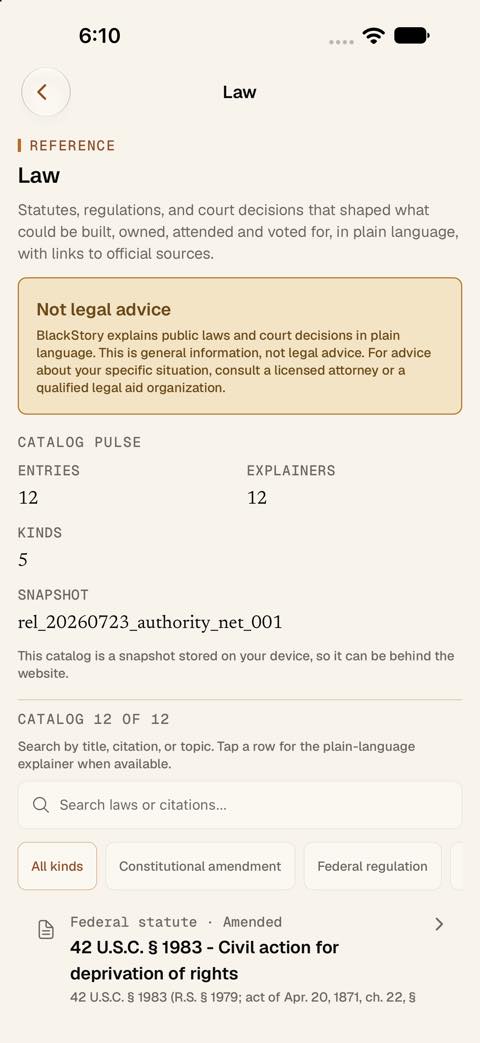 6:10
Law
REFERENCE
Law
Statutes, regulations, and court decisions that shaped what
could be built, owned, attended and voted for, in plain language,
with links to official sources.
Not legal advice
BlackStory explains public laws and court decisions in plain
language. This is general information, not legal advice. For advice
about your specific situation, consult a licensed attorney or a
qualified legal aid organization.
CATALOG PULSE
ENTRIES
12
EXPLAINERS
12
KINDS
5
SNAPSHOT
rel_20260723_authority_net_001
This catalog is a snapshot stored on your device, so it can be behind the
website.
CATALOG 12 OF 12
Search by title, citation, or topic. Tap a row for the plain-language
explainer when available.
Search laws or citations...
All kinds
Constitutional amendment
Federal regulation
Federal statute · Amended
42 U.S.C. § 1983 - Civil action for
deprivation of rights
42 U.S.C. § 1983 (R.S. § 1979; act of Apr. 20, 1871, ch. 22, §